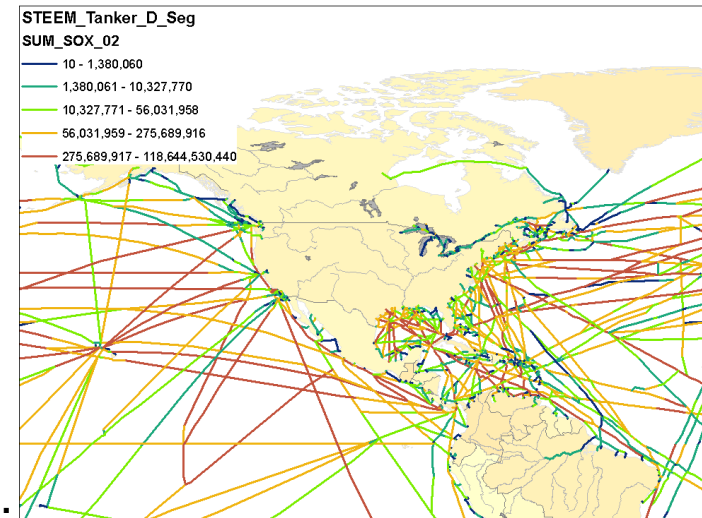 STEEM_Tanker_D_Seg
SUM_SOX_02
10 - 1,380,060
1,380,061 - 10,327,770
10,327,771 - 56,031,958
56,031,959 - 275,689,916
275,689,917 - 118,644,530,440
.